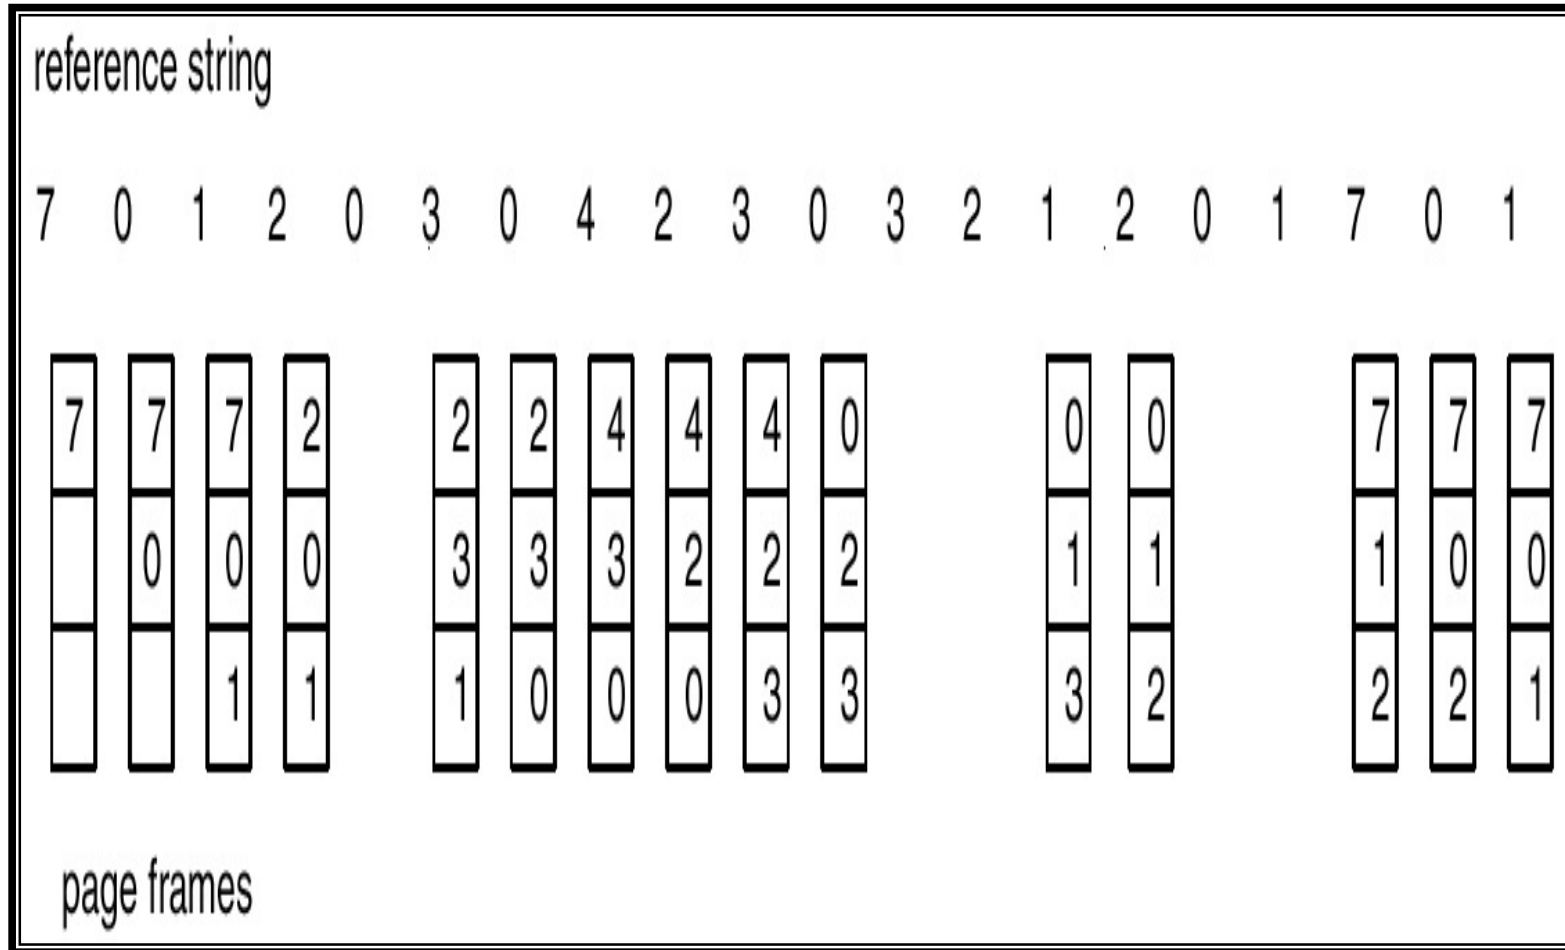 reference string
7 0 1 2 0 3 0 4 2 3 0 3 2 1 2 0 1 7 0 1
7 7 7 2 2 2 4 4 4 0 0 0 7 7 7
0 0 0 3 3 3 2 2 2 1 1 1 0 0
1 1 1 0 0 0 3 3 3 2 2 2 1
page frames